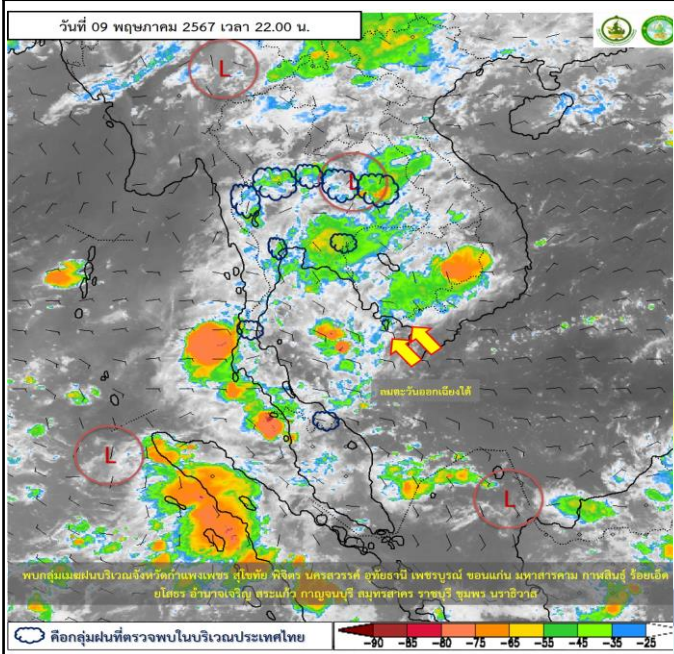 วันที่ 09 พฤษภาคม 2567 เวลา 22.00 น.
L
L
ลมตะวันออกเฉียงใต้
L
L
พบกลุ่มเมฆฝนบริเวณจังหวัดกำแพงเพชร สุโขทัย พิจิตร นครสวรรค์ อุทัยธานี เพชรบูรณ์ ขอนแก่น มหาสารคาม กาฬสินธุ์ ร้อยเอ็ด
ยโสธร อำนาจเจริญ สระแก้ว กาญจนบุรี สมุทรสาคร ราชบุรี ชุมพร นราธิวาส
คือกลุ่มฝนที่ตรวจพบในบริเวณประเทศไทย
-90 -85 -80 -75 -65 -55 -45 -35 -25